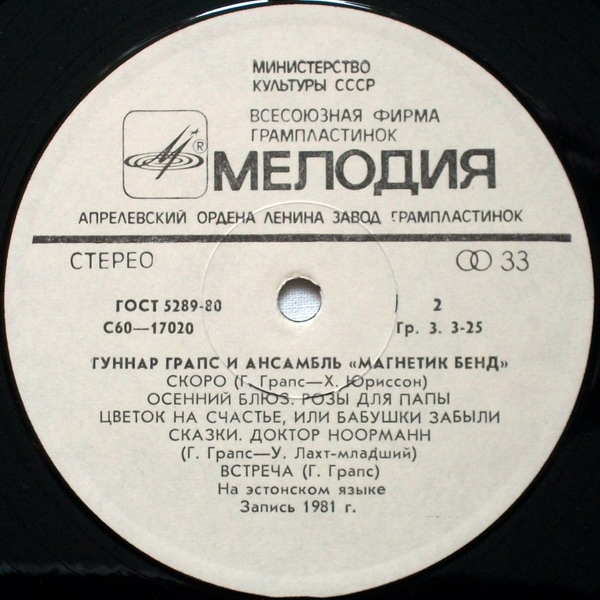 МИНИСТЕРСТВО
КУЛЬТУРЫ СССР
ВСЕСОЮЗНАЯ ФИРМА
ГРАМПЛАСТИНОК
® МЕЛОДИЯ
АПРЕЛЕВСКИЙ ОРДЕНА ЛЕНИНА ЗАВОД ГРАМПЛАСТИНОК
СТЕРЕО 33
ГОСТ 5289-80 2
С60—17020 Гр. 3. 3-25
ГУННАР ГРАПС И АНСАМБЛЬ «МАГНЕТИК БЕНД»
СКОРО (Г. Грапс—Х. Юриссон)
ОСЕННИЙ БЛЮЗ. РОЗЫ ДЛЯ ПАПЫ
ЦВЕТОК НА СЧАСТЬЕ, ИЛИ БАБУШКИ ЗАБЫЛИ
СКАЗКИ. ДОКТОР НООРМАНН
(Г. Грапс—У. Лахт-младший)
ВСТРЕЧА (Г. Грапс)
На эстонском языке
Запись 1981 г.